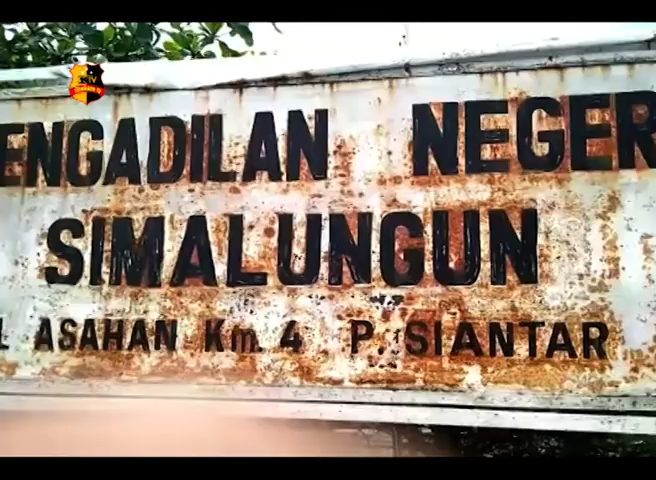 ENGADILAN NEGER
SIMALUNGUN
L ASAHAN Km. 4 P. SIANTAR